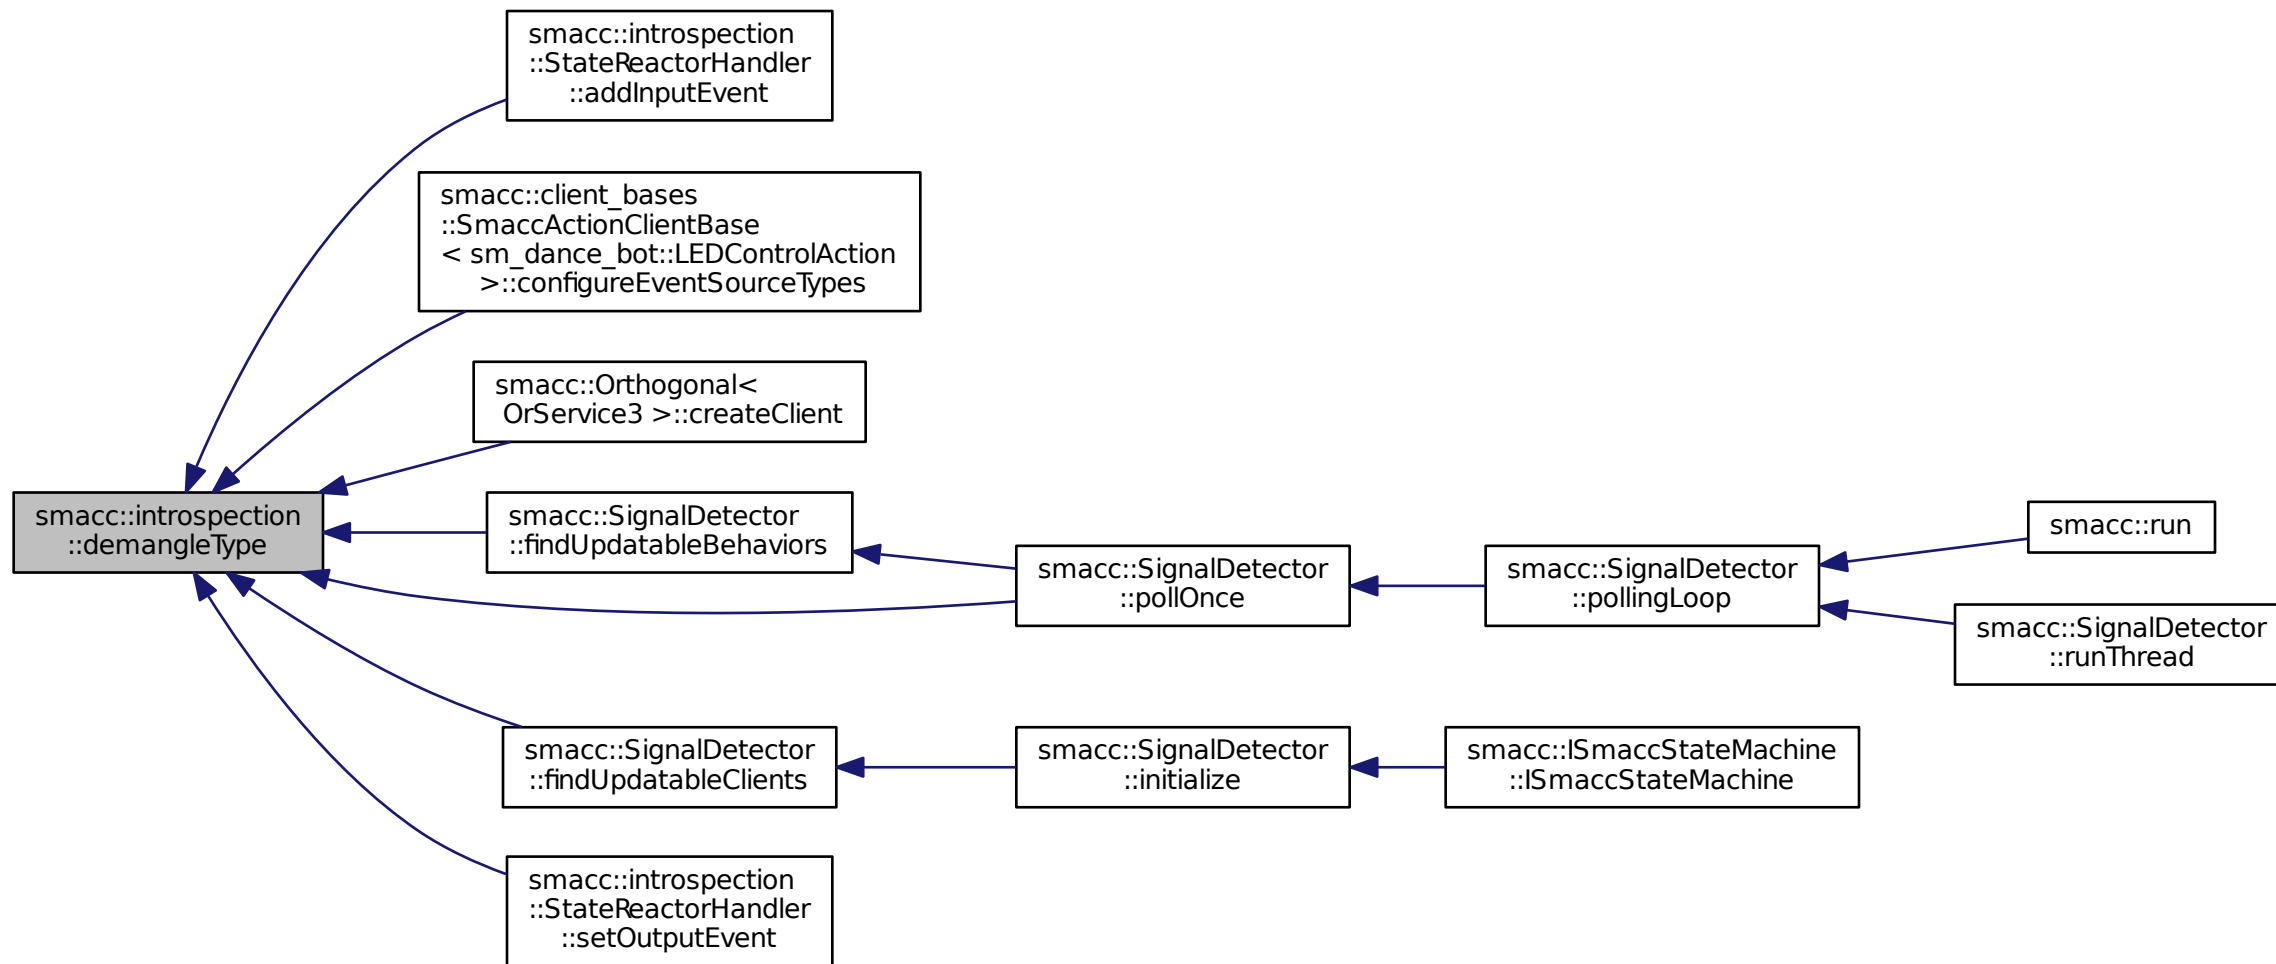 smacc::introspection
::StateReactorHandler
::addInputEvent
smacc::client_bases
::SmaccActionClientBase
< sm_dance_bot::LEDControlAction
>::configureEventSourceTypes
smacc::Orthogonal<
OrService3 >::createClient
smacc::introspection
::demangleType
smacc::SignalDetector
::findUpdatableBehaviors
smacc::SignalDetector
::pollOnce
smacc::SignalDetector
::pollingLoop
smacc::run
smacc::SignalDetector
::runThread
smacc::SignalDetector
::findUpdatableClients
smacc::SignalDetector
::initialize
smacc::ISmaccStateMachine
::ISmaccStateMachine
smacc::introspection
::StateReactorHandler
::setOutputEvent